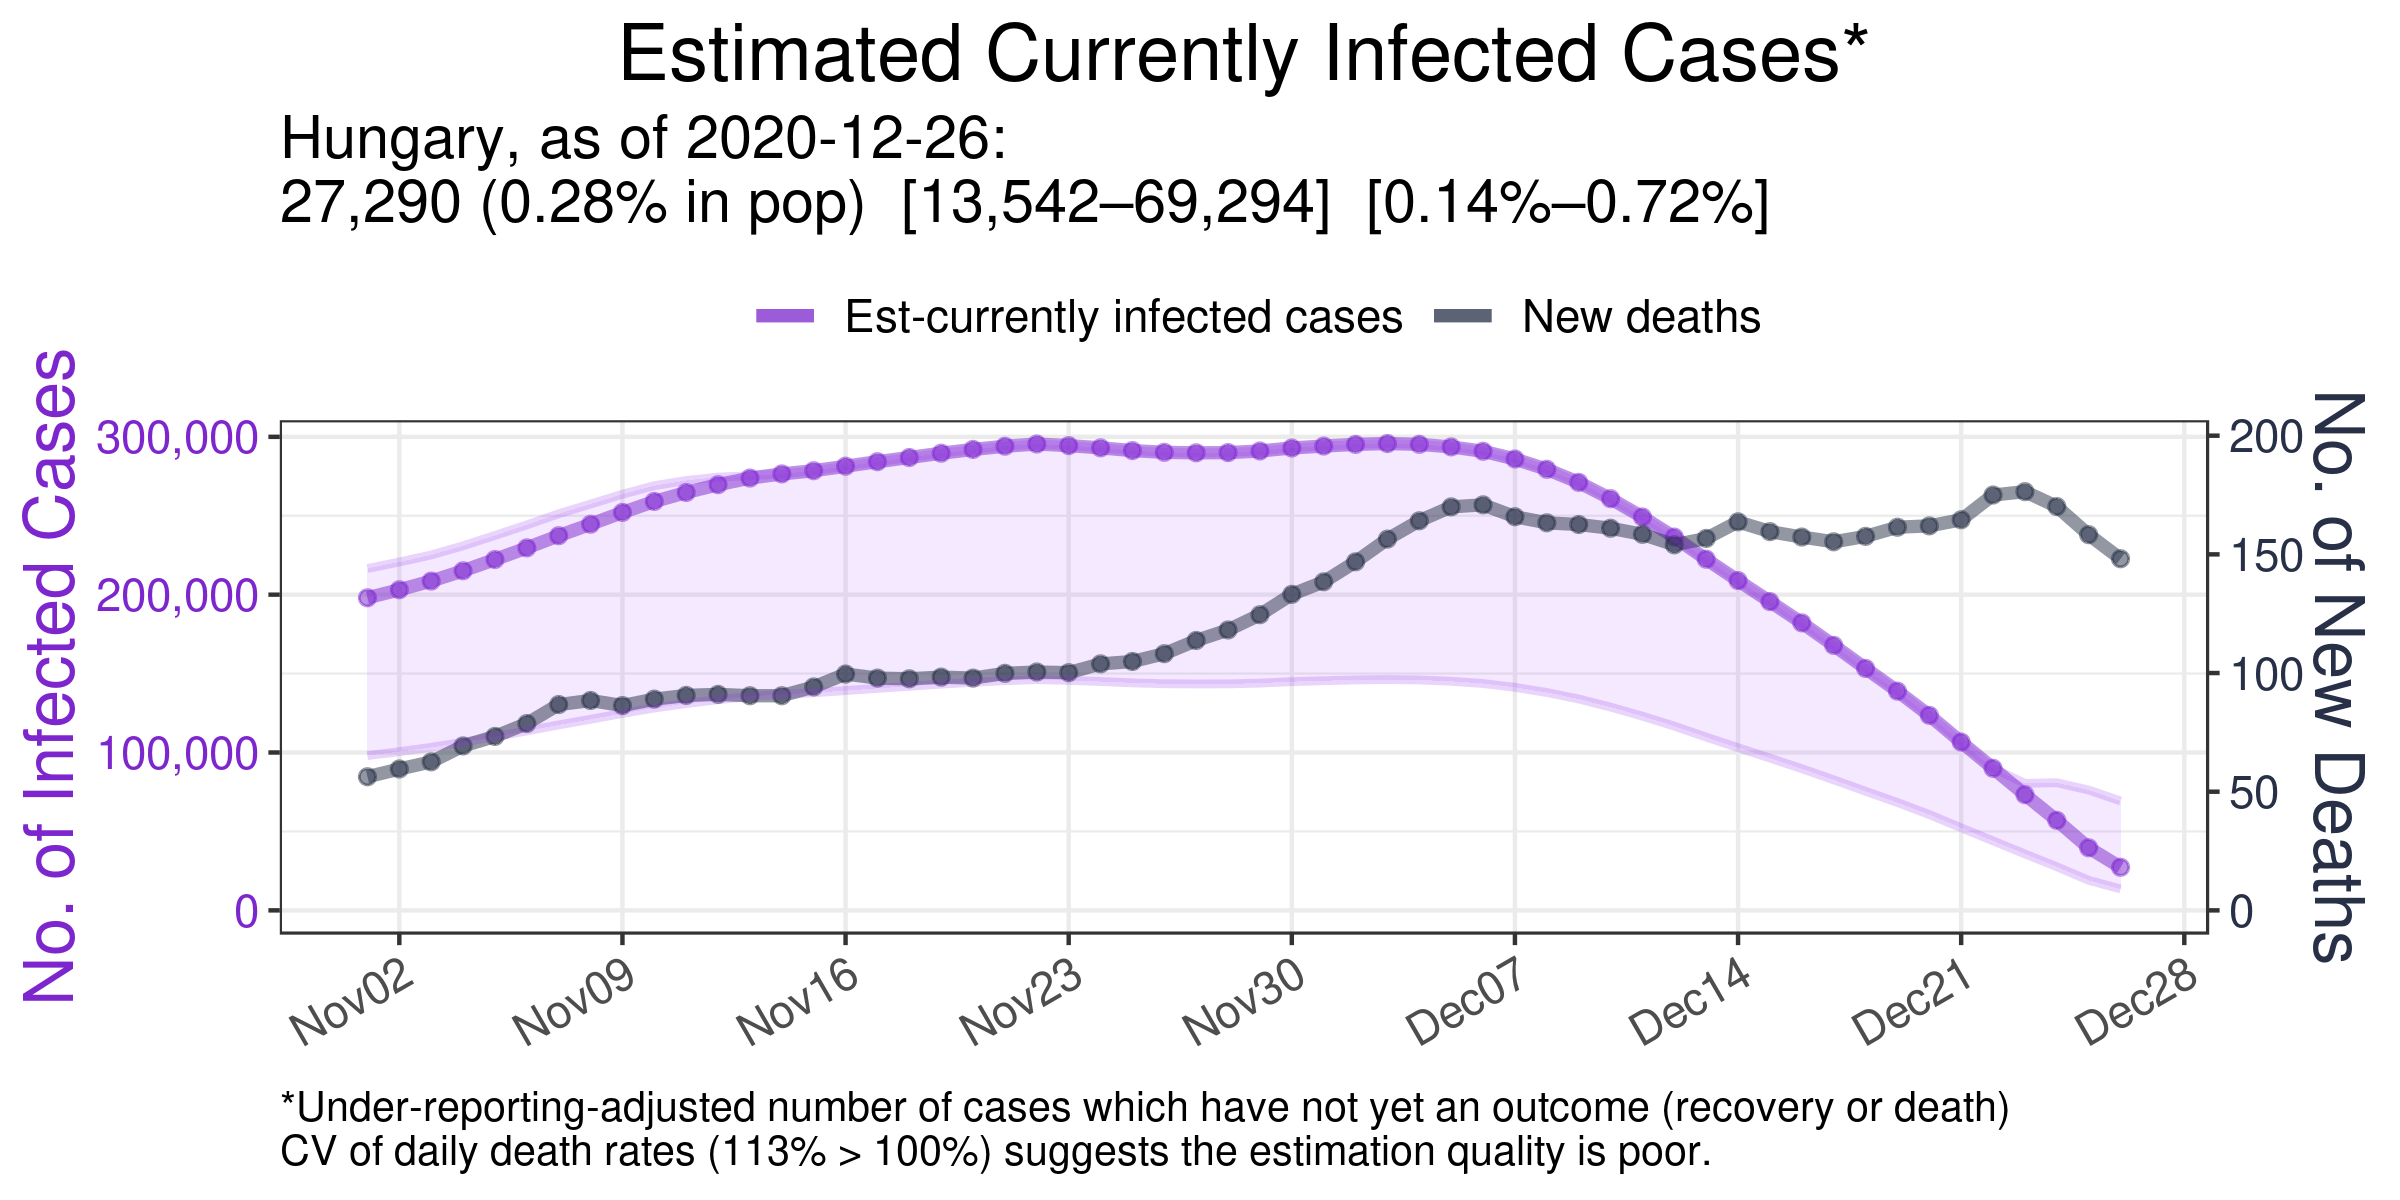 Estimated Currently Infected Cases*
Hungary, as of 2020-12-26:
27,290 (0.28% in pop)  [13,542–69,294]  [0.14%–0.72%]
Est-currently infected cases
New deaths
No. of Infected Cases
300,000
200,000
100,000
0
200
150
100
50
0
No. of New Deaths
Nov02
Nov09
Nov16
Nov23
Nov30
Dec07
Dec14
Dec21
Dec28
*Under-reporting-adjusted number of cases which have not yet an outcome (recovery or death)
CV of daily death rates (113% > 100%) suggests the estimation quality is poor.